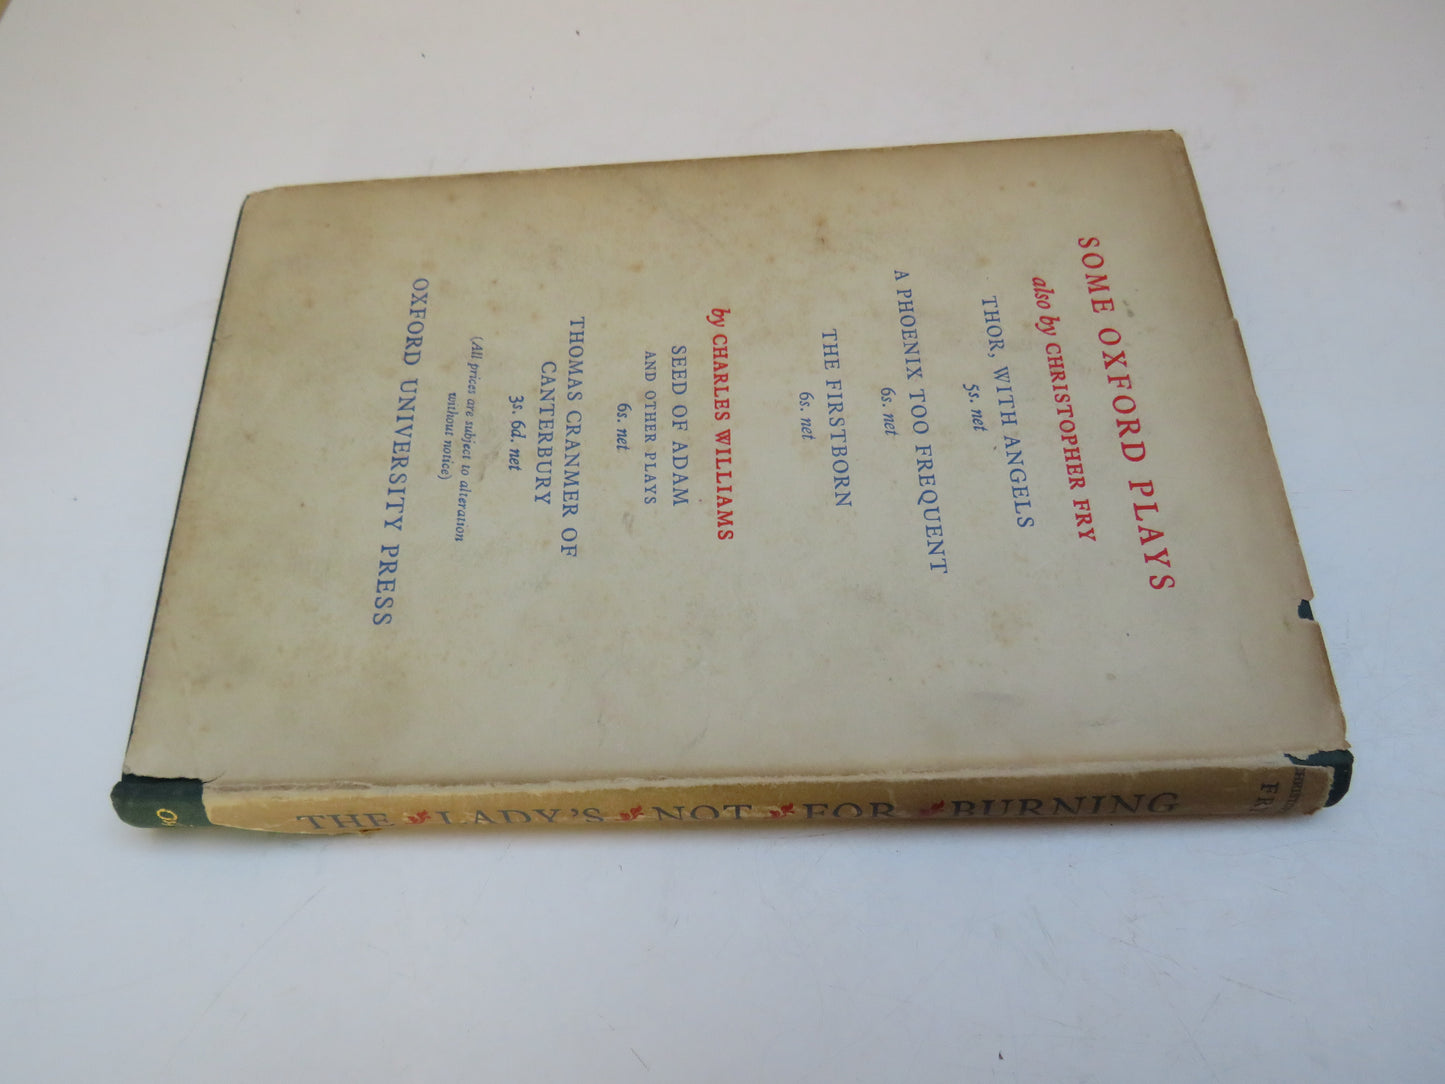 SOME OXFORD PLAYS
also by CHRISTOPHER FRY
THOR, WITH ANGELS
5s. net
A PHOENIX TOO FREQUENT
6s. net
THE FIRSTBORN
6s. net
by CHARLES WILLIAMS
SEED OF ADAM
AND OTHER PLAYS
6s. net
THOMAS CRANMER OF
CANTERBURY
3s. 6d. net
(All prices are subject to alteration
without notice)
OXFORD UNIVERSITY PRESS
THE LADY'S NOT FOR BURNING